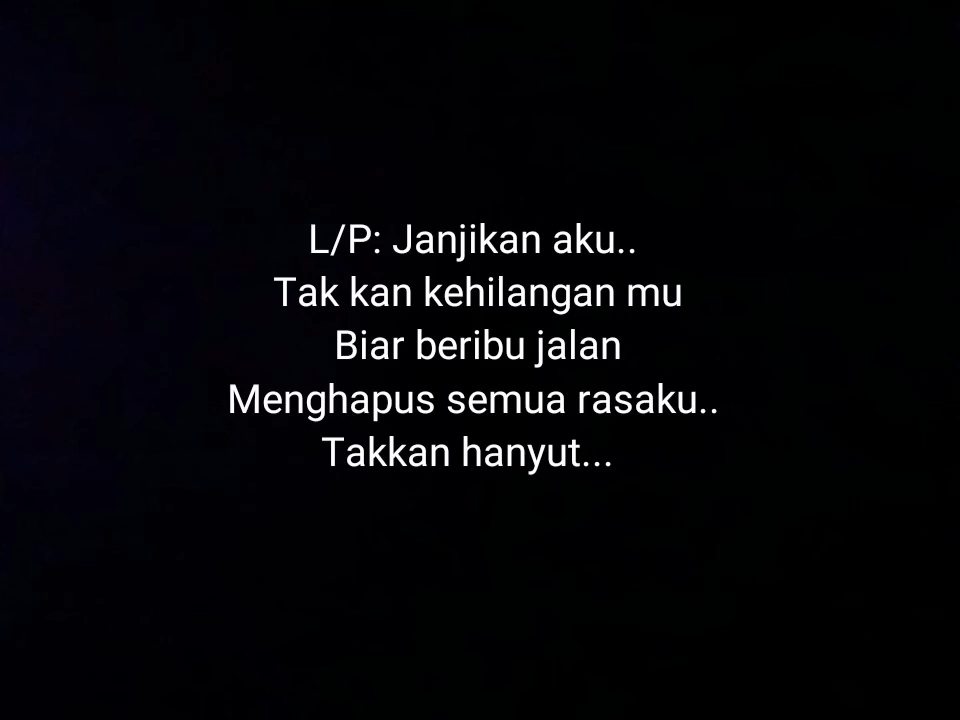 L/P: Janjikan aku..
Tak kan kehilangan mu
Biar beribu jalan
Menghapus semua rasaku..
Takkan hanyut...